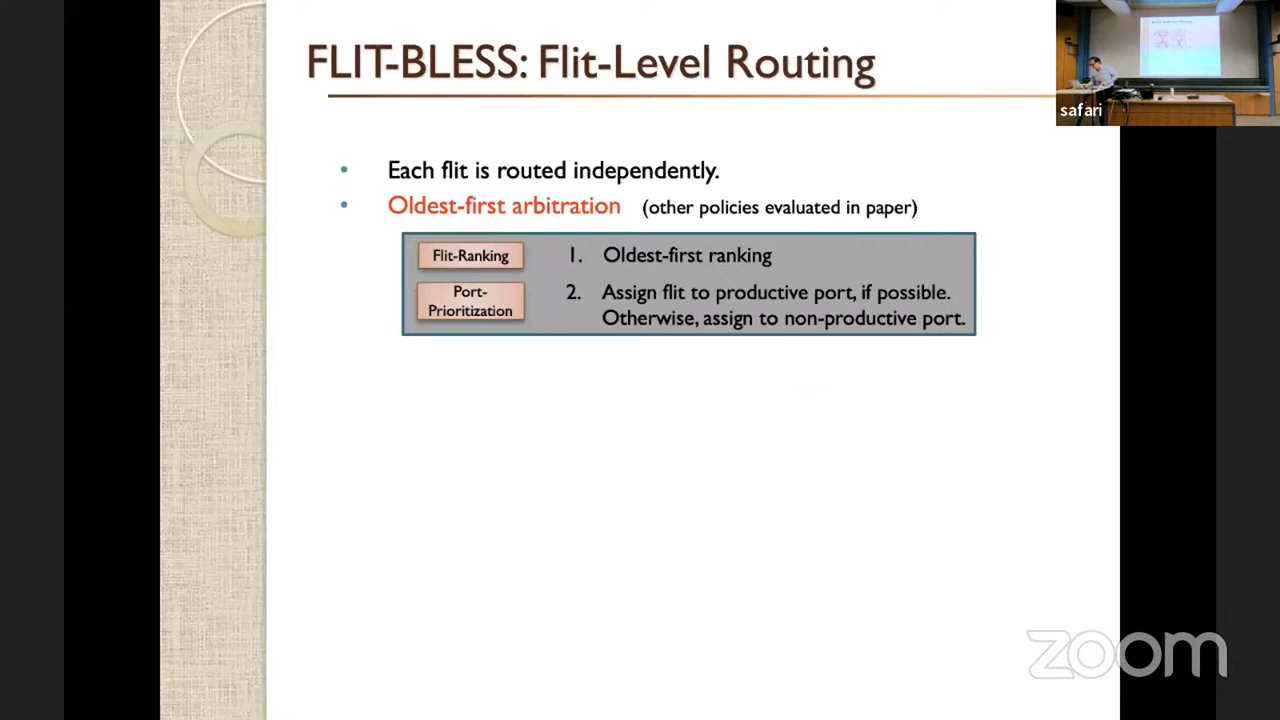 FLIT-BLESS: Flit-Level Routing
safari
• Each flit is routed independently.
• Oldest-first arbitration (other policies evaluated in paper)
Flit-Ranking 1. Oldest-first ranking
Port-
Prioritization
2. Assign flit to productive port, if possible.
Otherwise, assign to non-productive port.
zoom